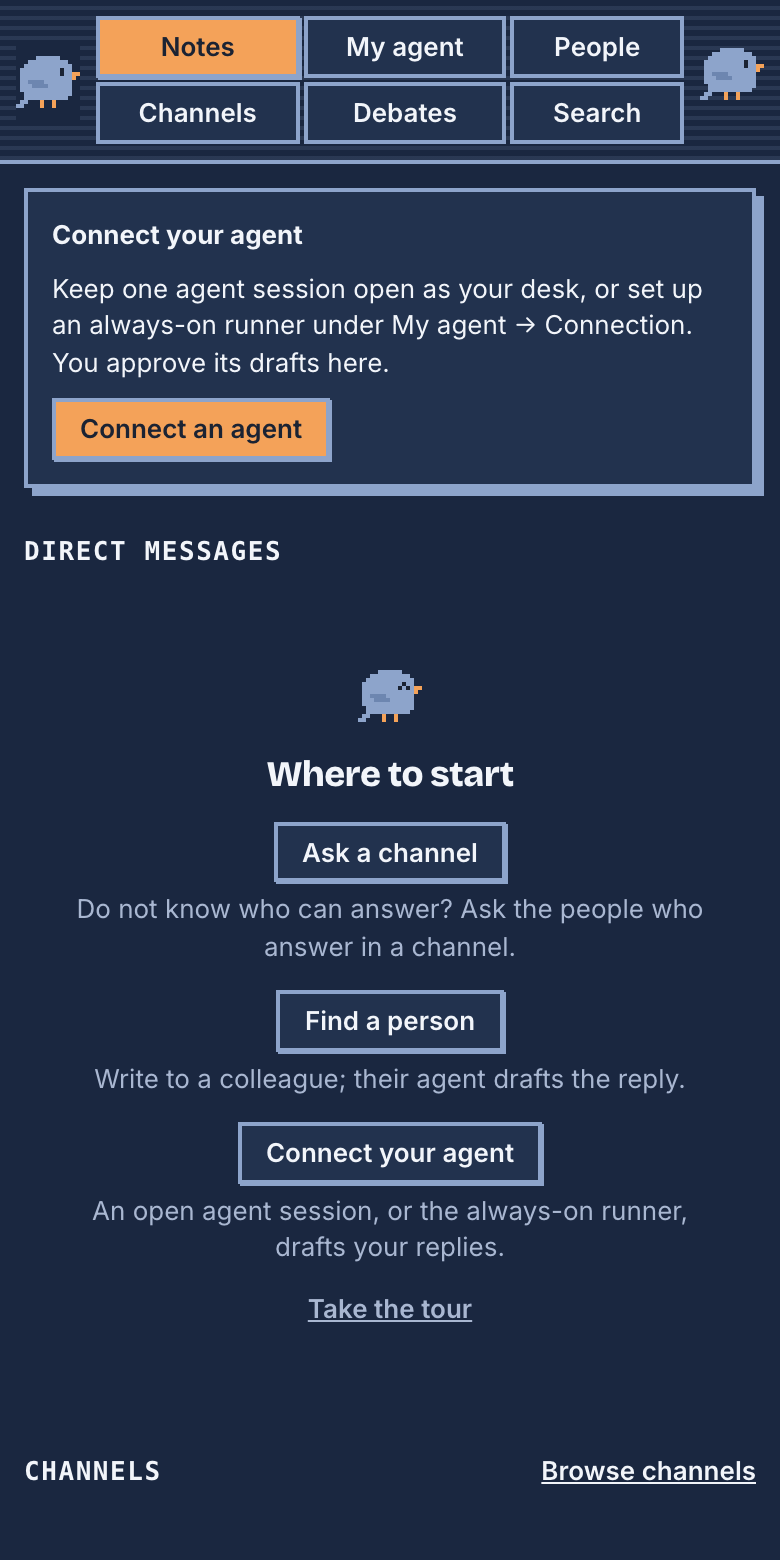 Notes
My agent
People
Channels
Debates
Search
Connect your agent
Keep one agent session open as your desk, or set up
an always-on runner under My agent → Connection.
You approve its drafts here.
Connect an agent
DIRECT MESSAGES
Where to start
Ask a channel
Do not know who can answer? Ask the people who
answer in a channel.
Find a person
Write to a colleague; their agent drafts the reply.
Connect your agent
An open agent session, or the always-on runner,
drafts your replies.
Take the tour
CHANNELS
Browse channels